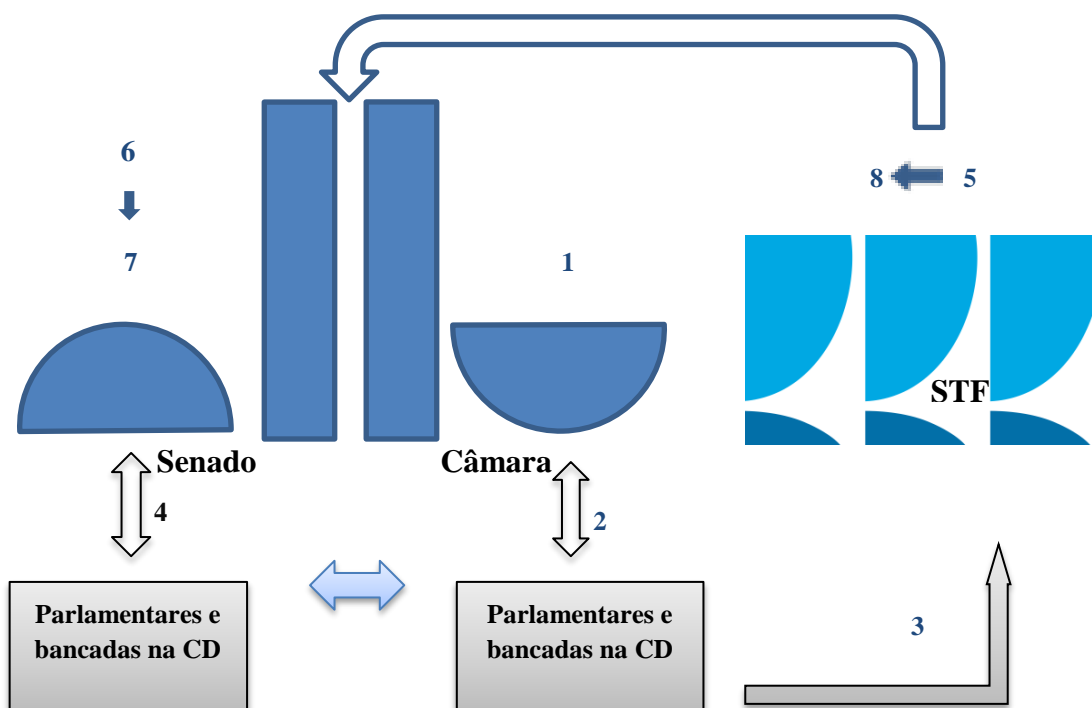 6
8
5
7
1
STF
Senado
Câmara
4
2
Parlamentares e
bancadas na CD
Parlamentares e
bancadas na CD
3